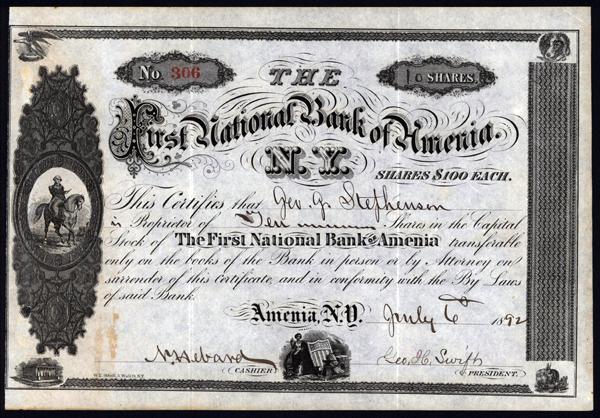 No. 306
10 SHARES.
THE
First National Bank of Amenia.
N.Y.
SHARES $100 EACH.
This Certifies that Geo. G. Stephenson
is Proprietor of Ten Shares in the Capital
Stock of The First National Bank of Amenia transferable
only on the books of the Bank in person or by Attorney on
surrender of this Certificate, and in conformity with the By Laws
of said Bank.
Amenia, N.Y. July 6th 1892
Geo. H. Swift
CASHIER
PRESIDENT.